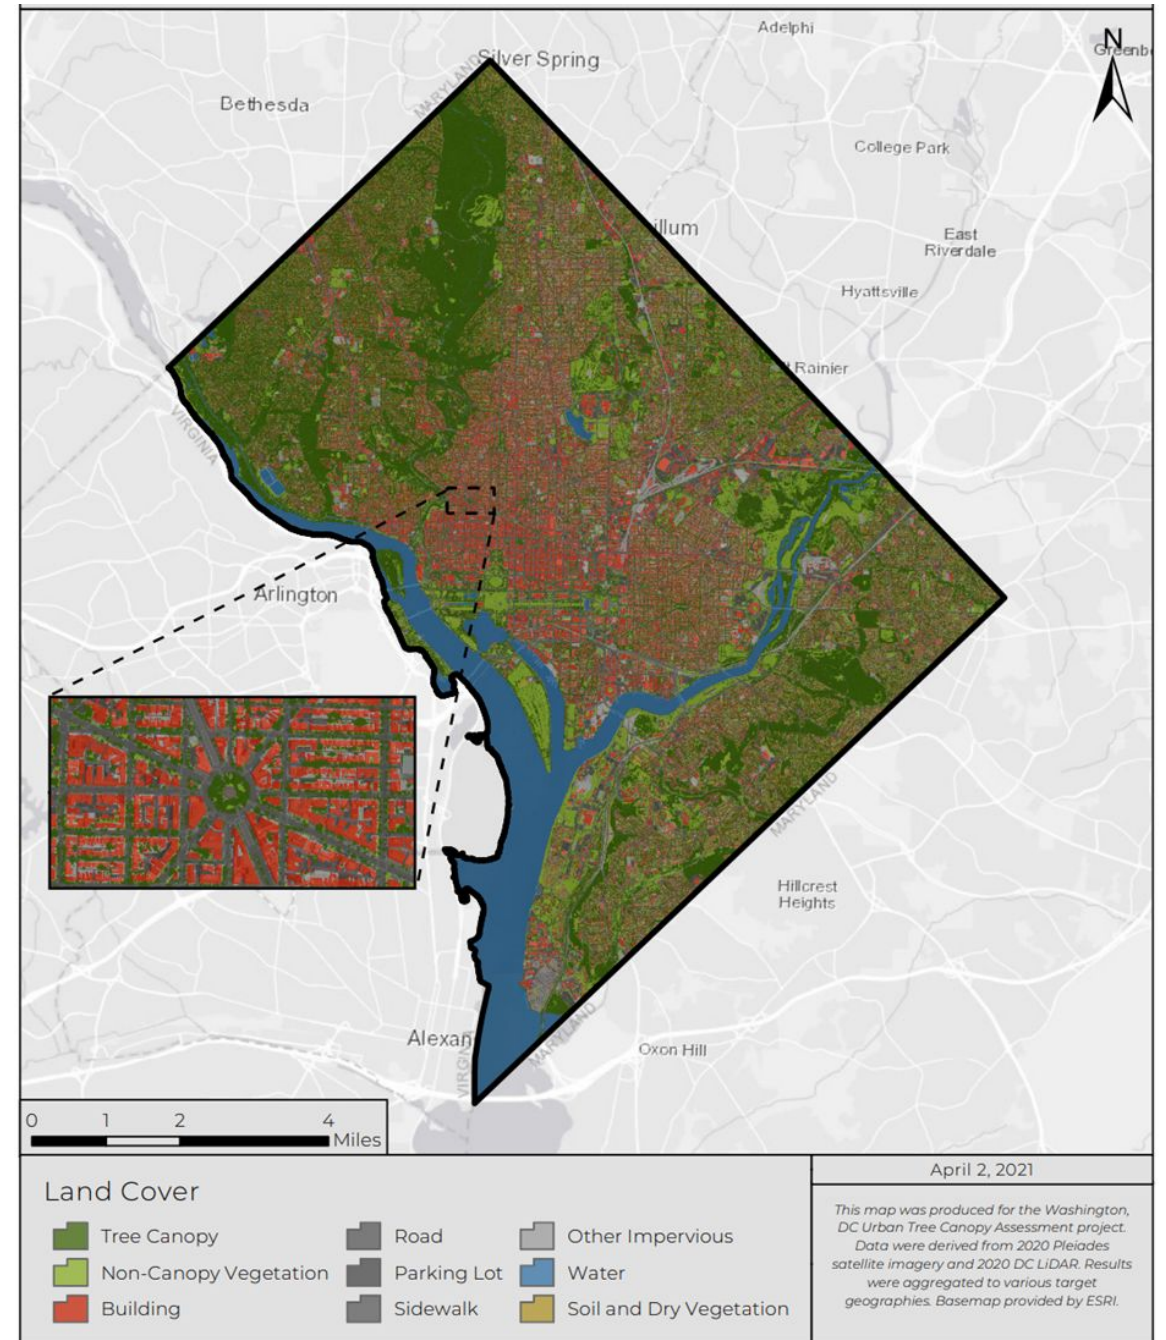 Adelphi
N
Silver Spring
Greenb
MARYLAND
Bethesda
College Park
illum
East
Riverdale
Hyattsville
Rainier
VIRGINIA
Arlington
MARYLAND
Hillcrest
Heights
Alexan
MARYLAND
Oxon Hill
VIRGINI
0 1 2 4
Miles
Land Cover
Tree Canopy
Non-Canopy Vegetation
Building
Road
Parking Lot
Sidewalk
Other Impervious
Water
Soil and Dry Vegetation
April 2, 2021
This map was produced for the Washington,
DC Urban Tree Canopy Assessment project.
Data were derived from 2020 Pleiades
satellite imagery and 2020 DC LiDAR. Results
were aggregated to various target
geographies. Basemap provided by ESRI.